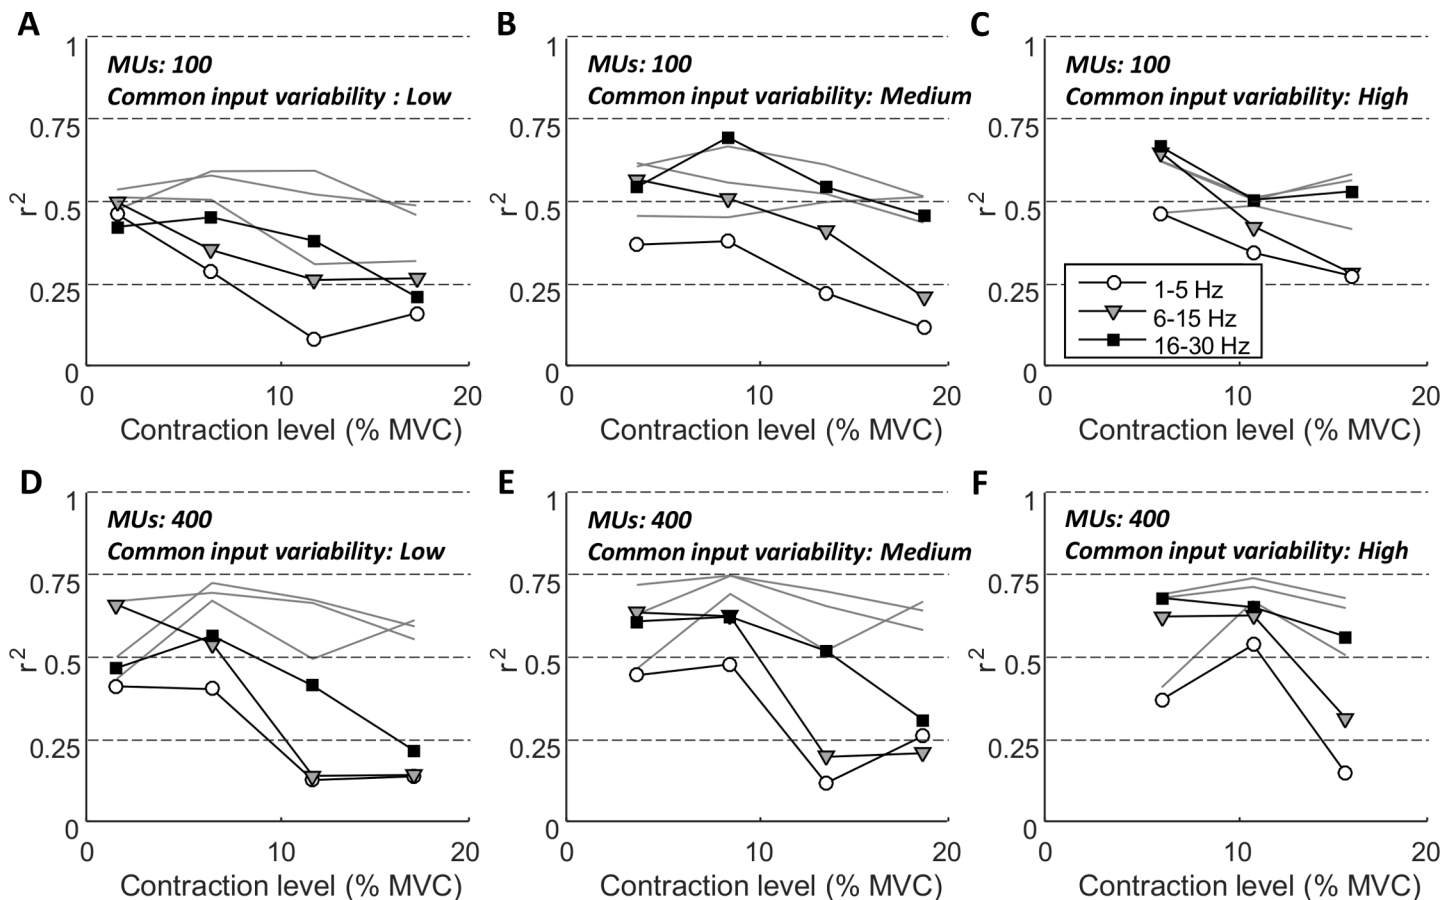 A
MUs: 100
Common input variability : Low
1
0.75
0.5
0.25
0
r2
0 10 20
Contraction level (% MVC)
B
MUs: 100
Common input variability: Medium
1
0.75
0.5
0.25
0
r2
0 10 20
Contraction level (% MVC)
C
MUs: 100
Common input variability: High
1
0.75
0.5
0.25
0
r2
1-5 Hz
6-15 Hz
16-30 Hz
0 10 20
Contraction level (% MVC)
D
MUs: 400
Common input variability: Low
1
0.75
0.5
0.25
0
r2
0 10 20
Contraction level (% MVC)
E
MUs: 400
Common input variability: Medium
1
0.75
0.5
0.25
0
r2
0 10 20
Contraction level (% MVC)
F
MUs: 400
Common input variability: High
1
0.75
0.5
0.25
0
r2
0 10 20
Contraction level (% MVC)